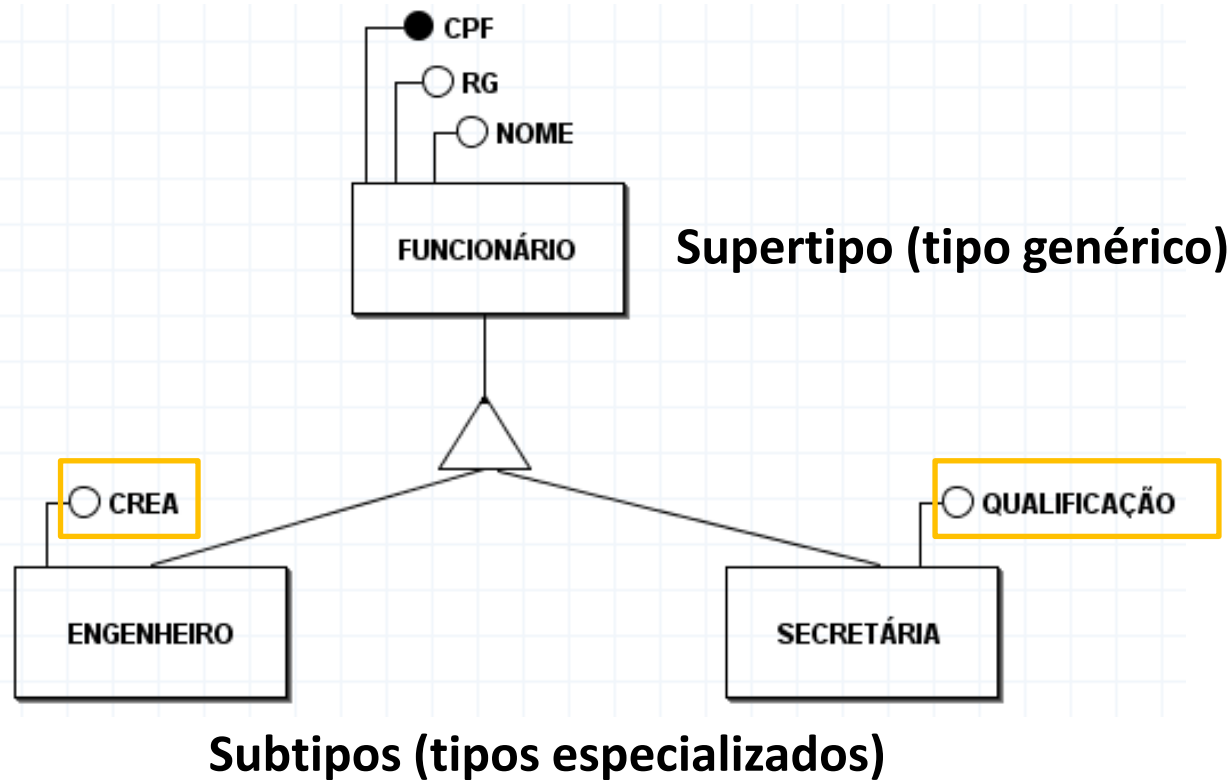 CPF
RG
NOME
FUNCIONÁRIO
Supertipo (tipo genérico)
CREA
QUALIFICAÇÃO
ENGENHEIRO
SECRETÁRIA
Subtipos (tipos especializados)